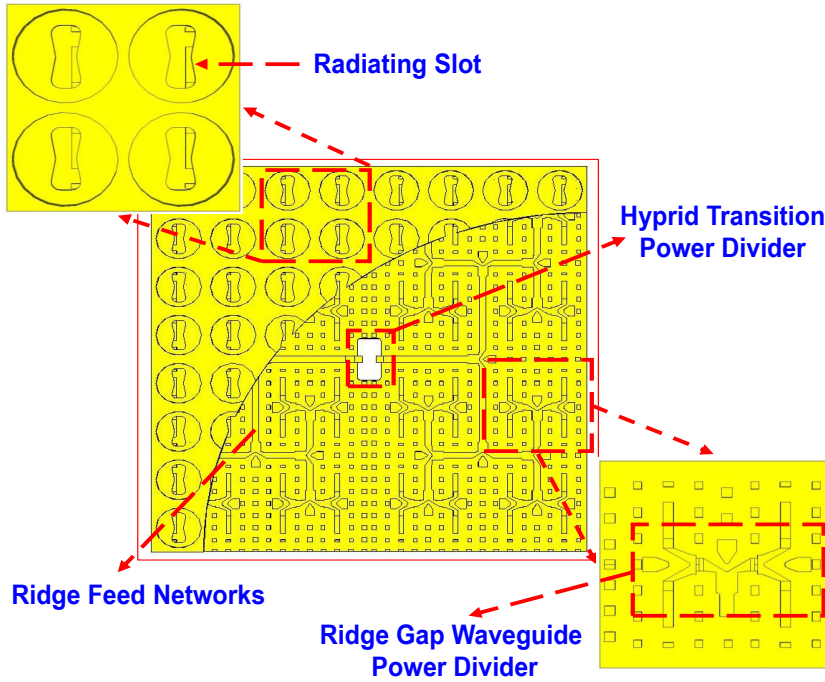 Radiating Slot
Hyprid Transition
Power Divider
Ridge Feed Networks
Ridge Gap Waveguide
Power Divider